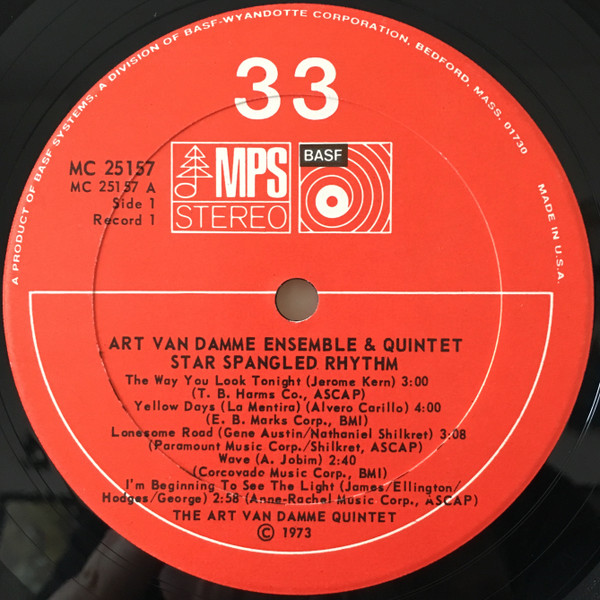 A PRODUCT OF BASF SYSTEMS, A DIVISION OF BASF-WYANDOTTE CORPORATION, BEDFORD, MASS. 01730
MADE IN U.S.A.
33
MC 25157
MC 25157 A
Side 1
Record 1
MPS
STEREO
BASF
ART VAN DAMME ENSEMBLE & QUINTET
STAR SPANGLED RHYTHM
The Way You Look Tonight (Jerome Kern) 3:00
(T. B. Harms Co., ASCAP)
Yellow Days (La Mentira) (Alvero Carillo) 4:00
(E. B. Marks Corp., BMI)
Lonesome Road (Gene Austin/Nathaniel Shilkret) 3:08
(Paramount Music Corp./Shilkret, ASCAP)
Wave (A. Jobim) 2:40
(Corcovado Music Corp., BMI)
I'm Beginning To See The Light (James/Ellington/
Hodges/George) 2:58 (Anne-Rachel Music Corp., ASCAP)
THE ART VAN DAMME QUINTET
© 1973